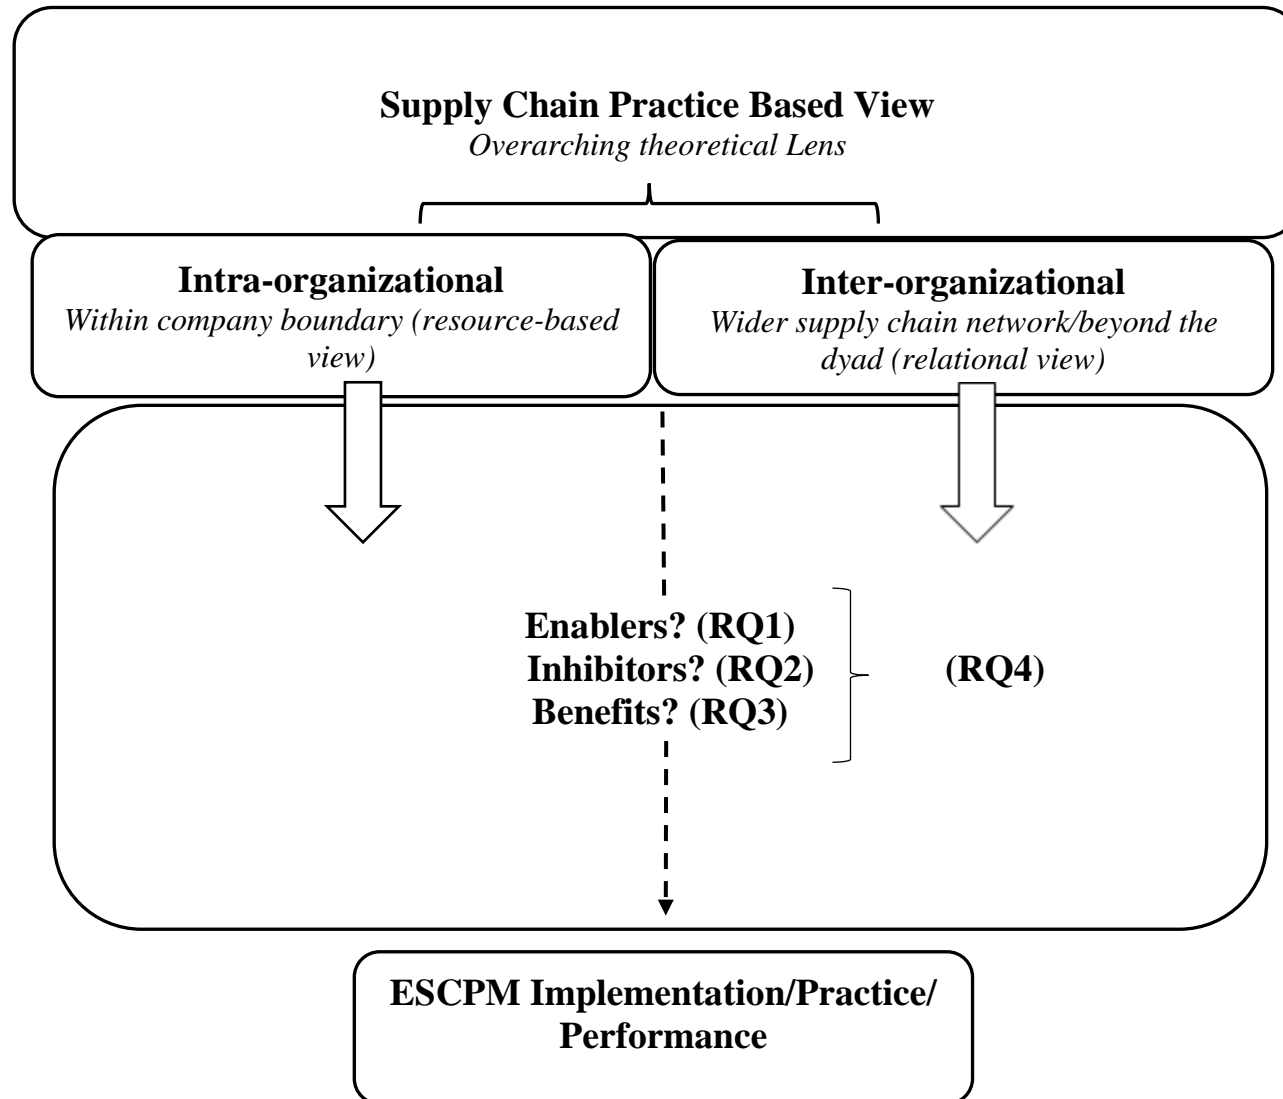 Supply Chain Practice Based View
Overarching theoretical Lens
Intra-organizational
Within company boundary (resource-based
view)
Inter-organizational
Wider supply chain network/beyond the
dyad (relational view)
Enablers? (RQ1)
Inhibitors? (RQ2)
Benefits? (RQ3)
(RQ4)
ESCPM Implementation/Practice/
Performance